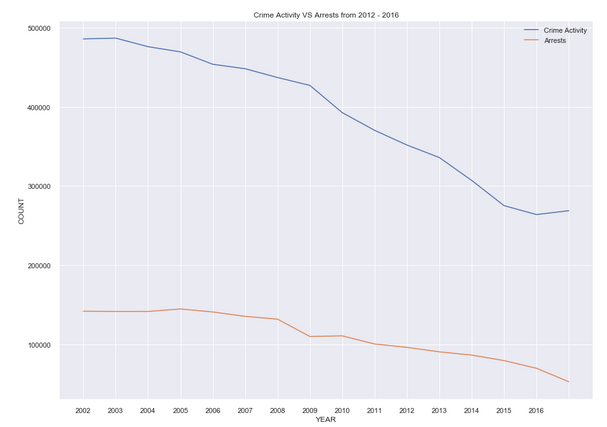 Crime Activity VS Arrests from 2012 - 2016
Crime Activity
Arrests
500000
400000
300000
200000
100000
COUNT
2002 2003 2004 2005 2006 2007 2008 2009 2010 2011 2012 2013 2014 2015 2016
YEAR